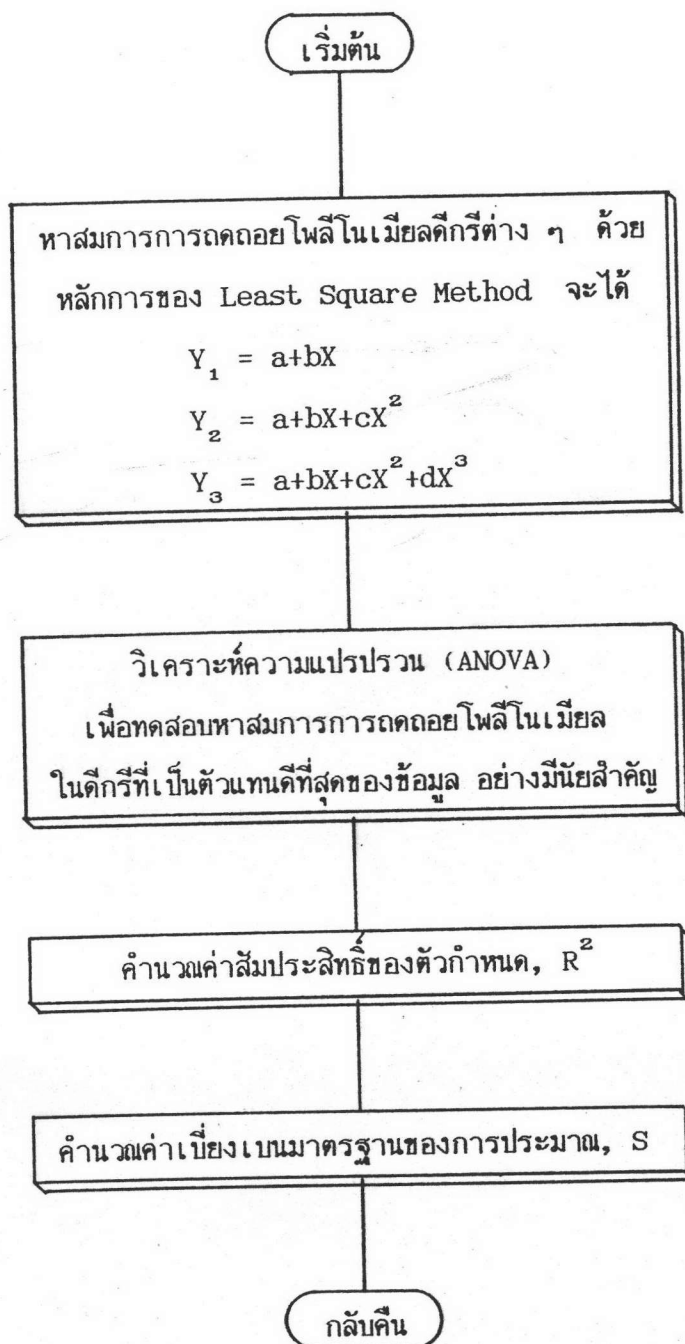 เริ่มต้น
หาสมการการถดถอยโพลีโนเมียลดีกรีต่าง ๆ ด้วย
หลักการของ Least Square Method จะได้
Y₁ = a+bX
Y₂ = a+bX+cX²
Y₃ = a+bX+cX²+dX³
วิเคราะห์ความแปรปรวน (ANOVA)
เพื่อทดสอบหาสมการการถดถอยโพลีโนเมียล
ในดีกรีที่เป็นตัวแทนดีที่สุดของข้อมูล อย่างมีนัยสำคัญ
คำนวณค่าสัมประสิทธิ์ของตัวกำหนด, R²
คำนวณค่าเบี่ยงเบนมาตรฐานของการประมาณ, S
กลับคืน